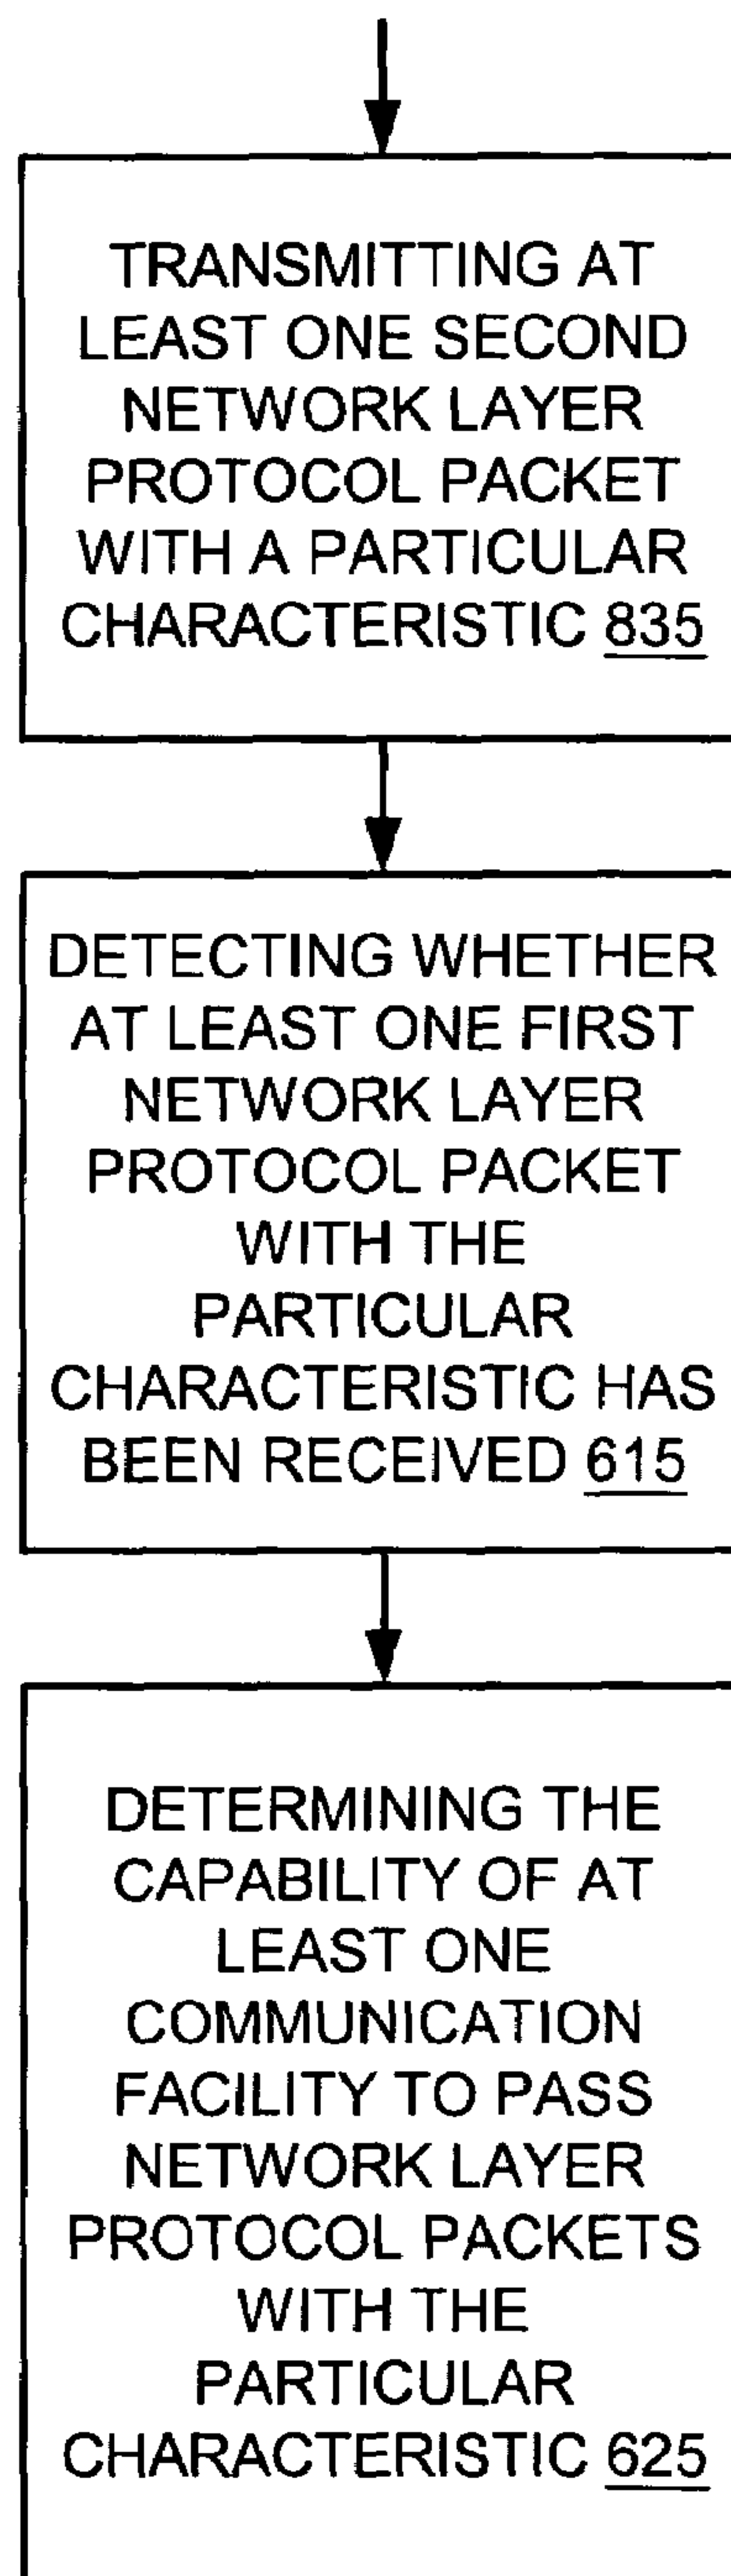 TRANSMITTING AT
LEAST ONE SECOND
NETWORK LAYER
PROTOCOL PACKET
WITH A PARTICULAR
CHARACTERISTIC 835
DETECTING WHETHER
AT LEAST ONE FIRST
NETWORK LAYER
PROTOCOL PACKET
WITH THE
PARTICULAR
CHARACTERISTIC HAS
BEEN RECEIVED 615
DETERMINING THE
CAPABILITY OF AT
LEAST ONE
COMMUNICATION
FACILITY TO PASS
NETWORK LAYER
PROTOCOL PACKETS
WITH THE
PARTICULAR
CHARACTERISTIC 625